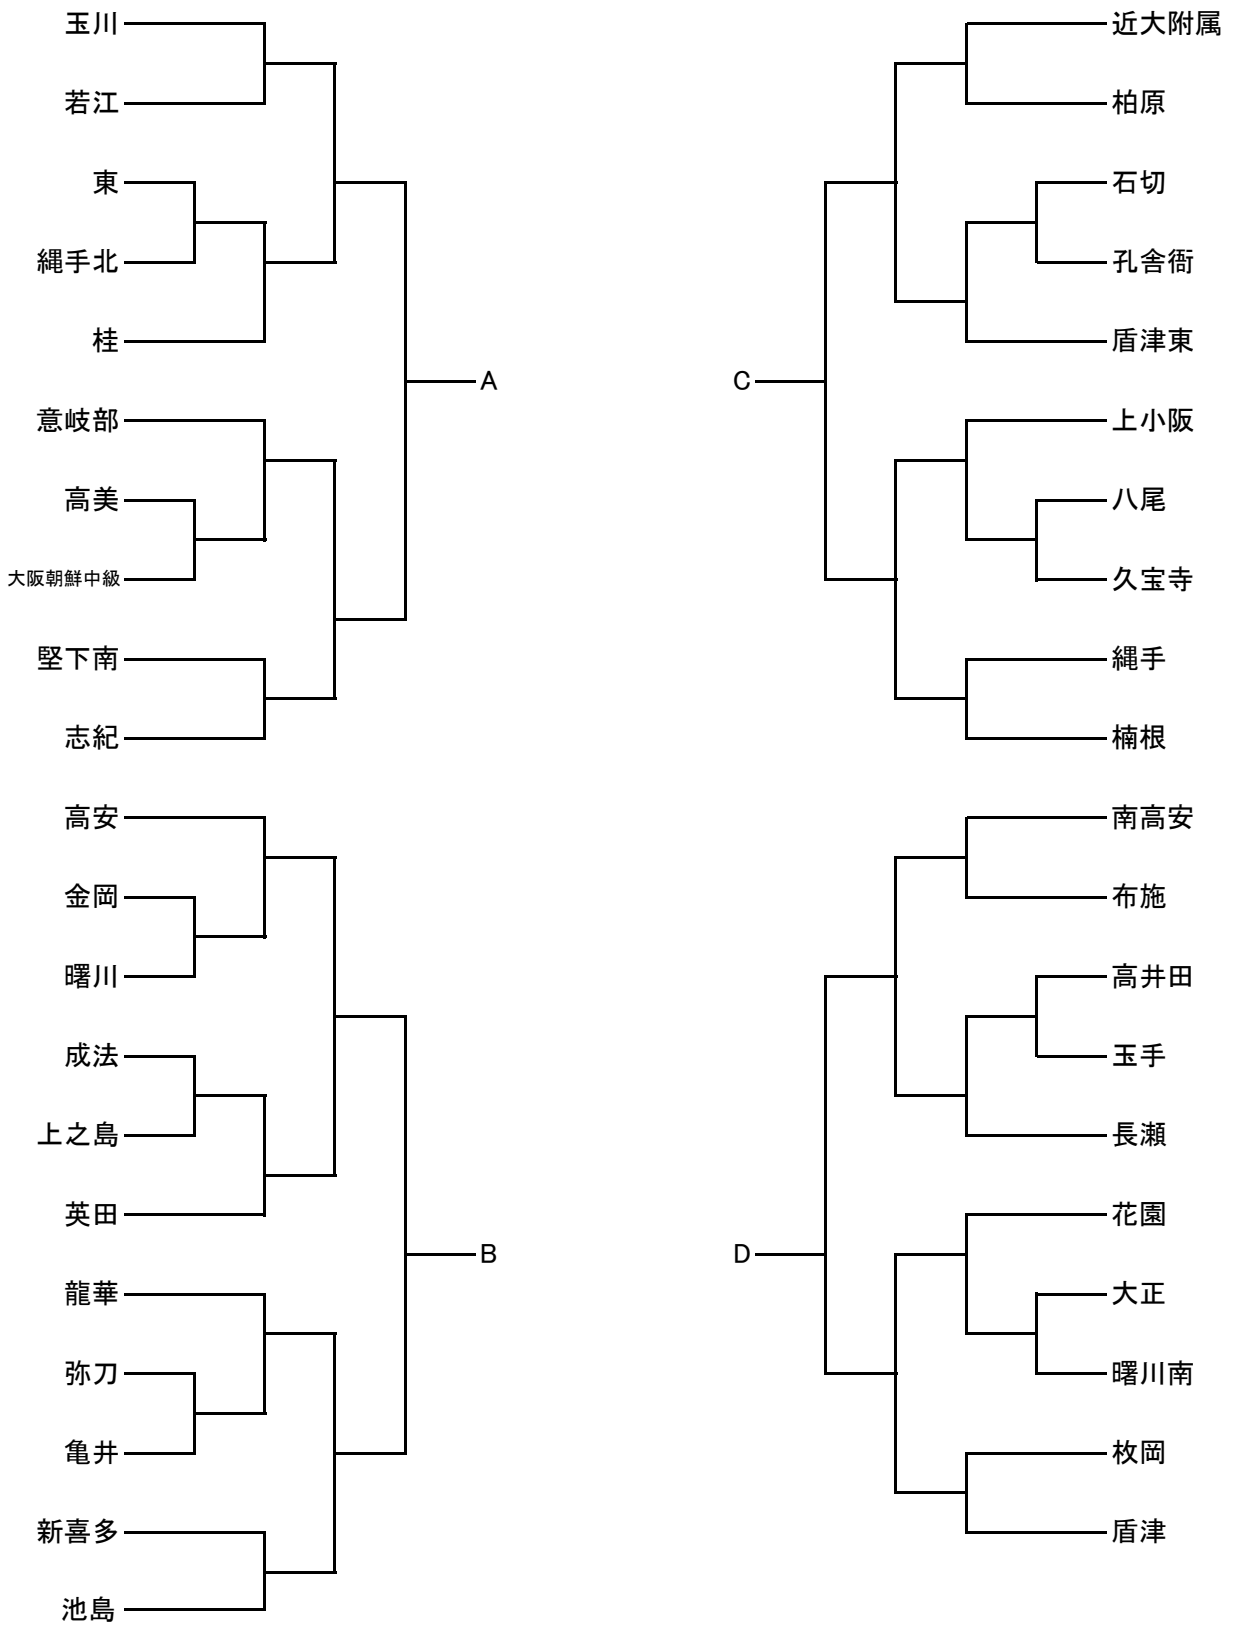 玉川
若江
東
縄手北
桂
意岐部
高美
大阪朝鮮中級
堅下南
志紀
A
高安
金岡
曙川
成法
上之島
英田
龍華
弥刀
亀井
新喜多
池島
B
近大附属
柏原
石切
孔舎衙
盾津東
上小阪
八尾
久宝寺
縄手
楠根
C
南高安
布施
高井田
玉手
長瀬
花園
大正
曙川南
枚岡
盾津
D